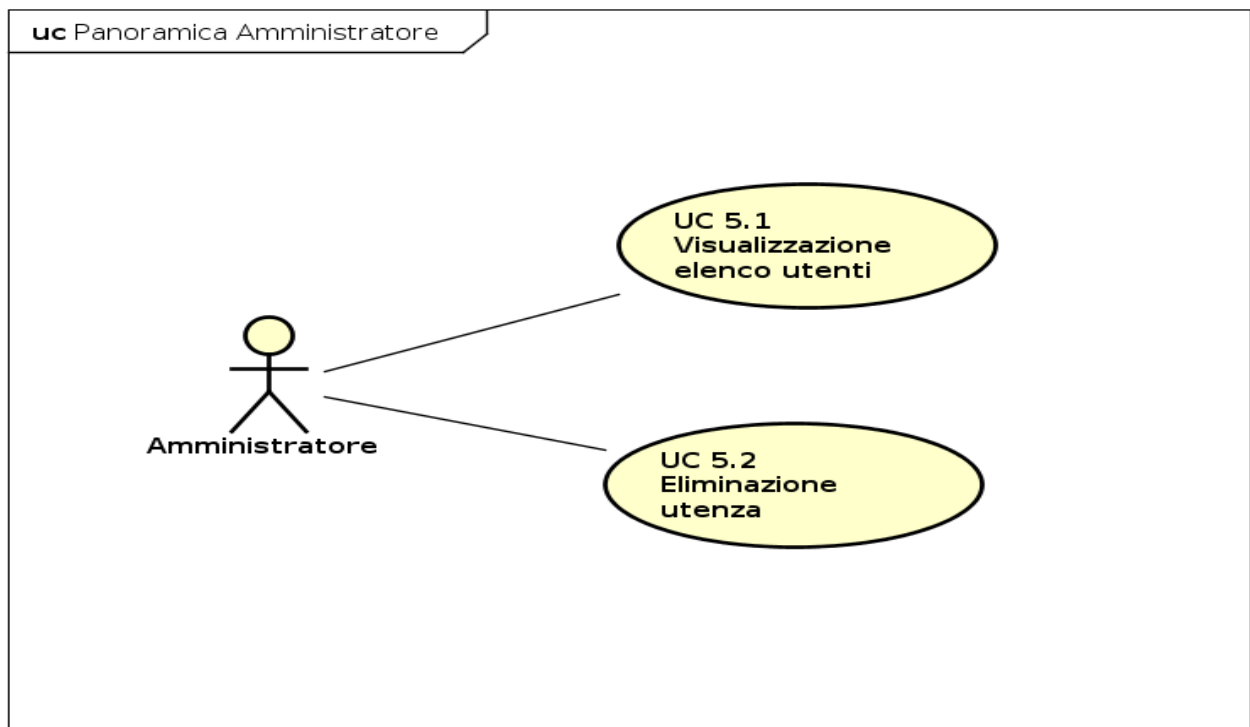 uc Panoramica Amministratore
UC 5.1
Visualizzazione
elenco utenti
Amministratore
UC 5.2
Eliminazione
utenza